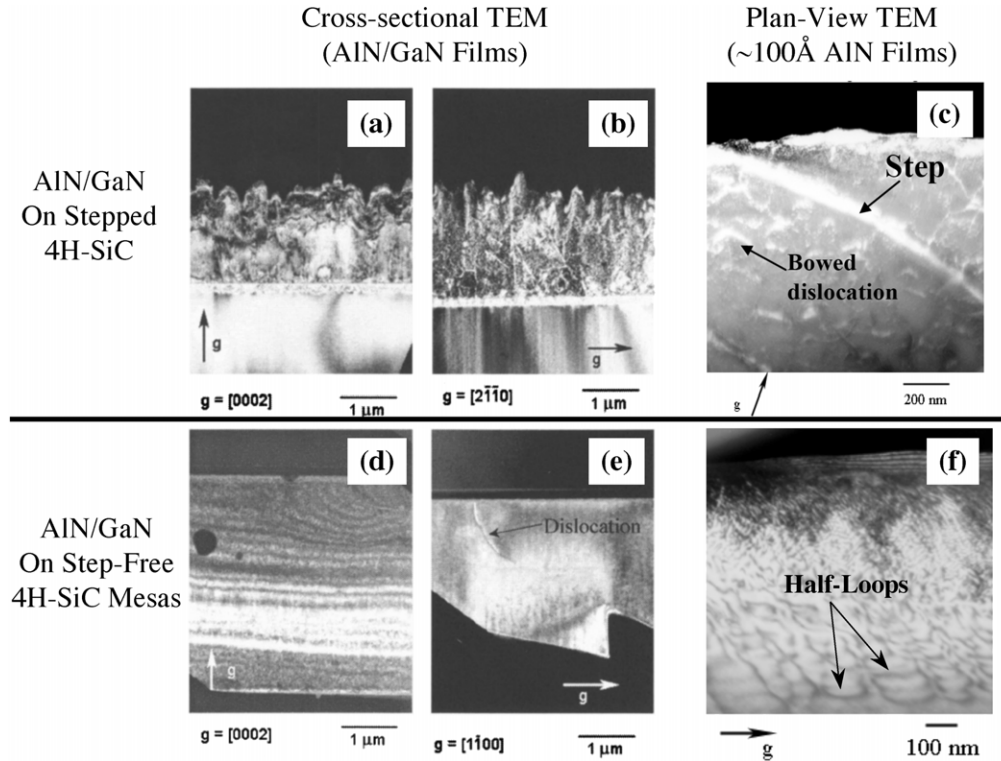 Cross-sectional TEM
(AlN/GaN Films)
Plan-View TEM
(~100Å AlN Films)
AlN/GaN
On Stepped
4H-SiC
(a)
g
g = [0002]
1 µm
(b)
g
g = [2̄1̄10]
1 µm
(c)
Step
Bowed
dislocation
g
200 nm
AlN/GaN
On Step-Free
4H-SiC Mesas
(d)
g
g = [0002]
1 µm
(e)
Dislocation
g
g = [11̄00]
1 µm
(f)
Half-Loops
g
100 nm